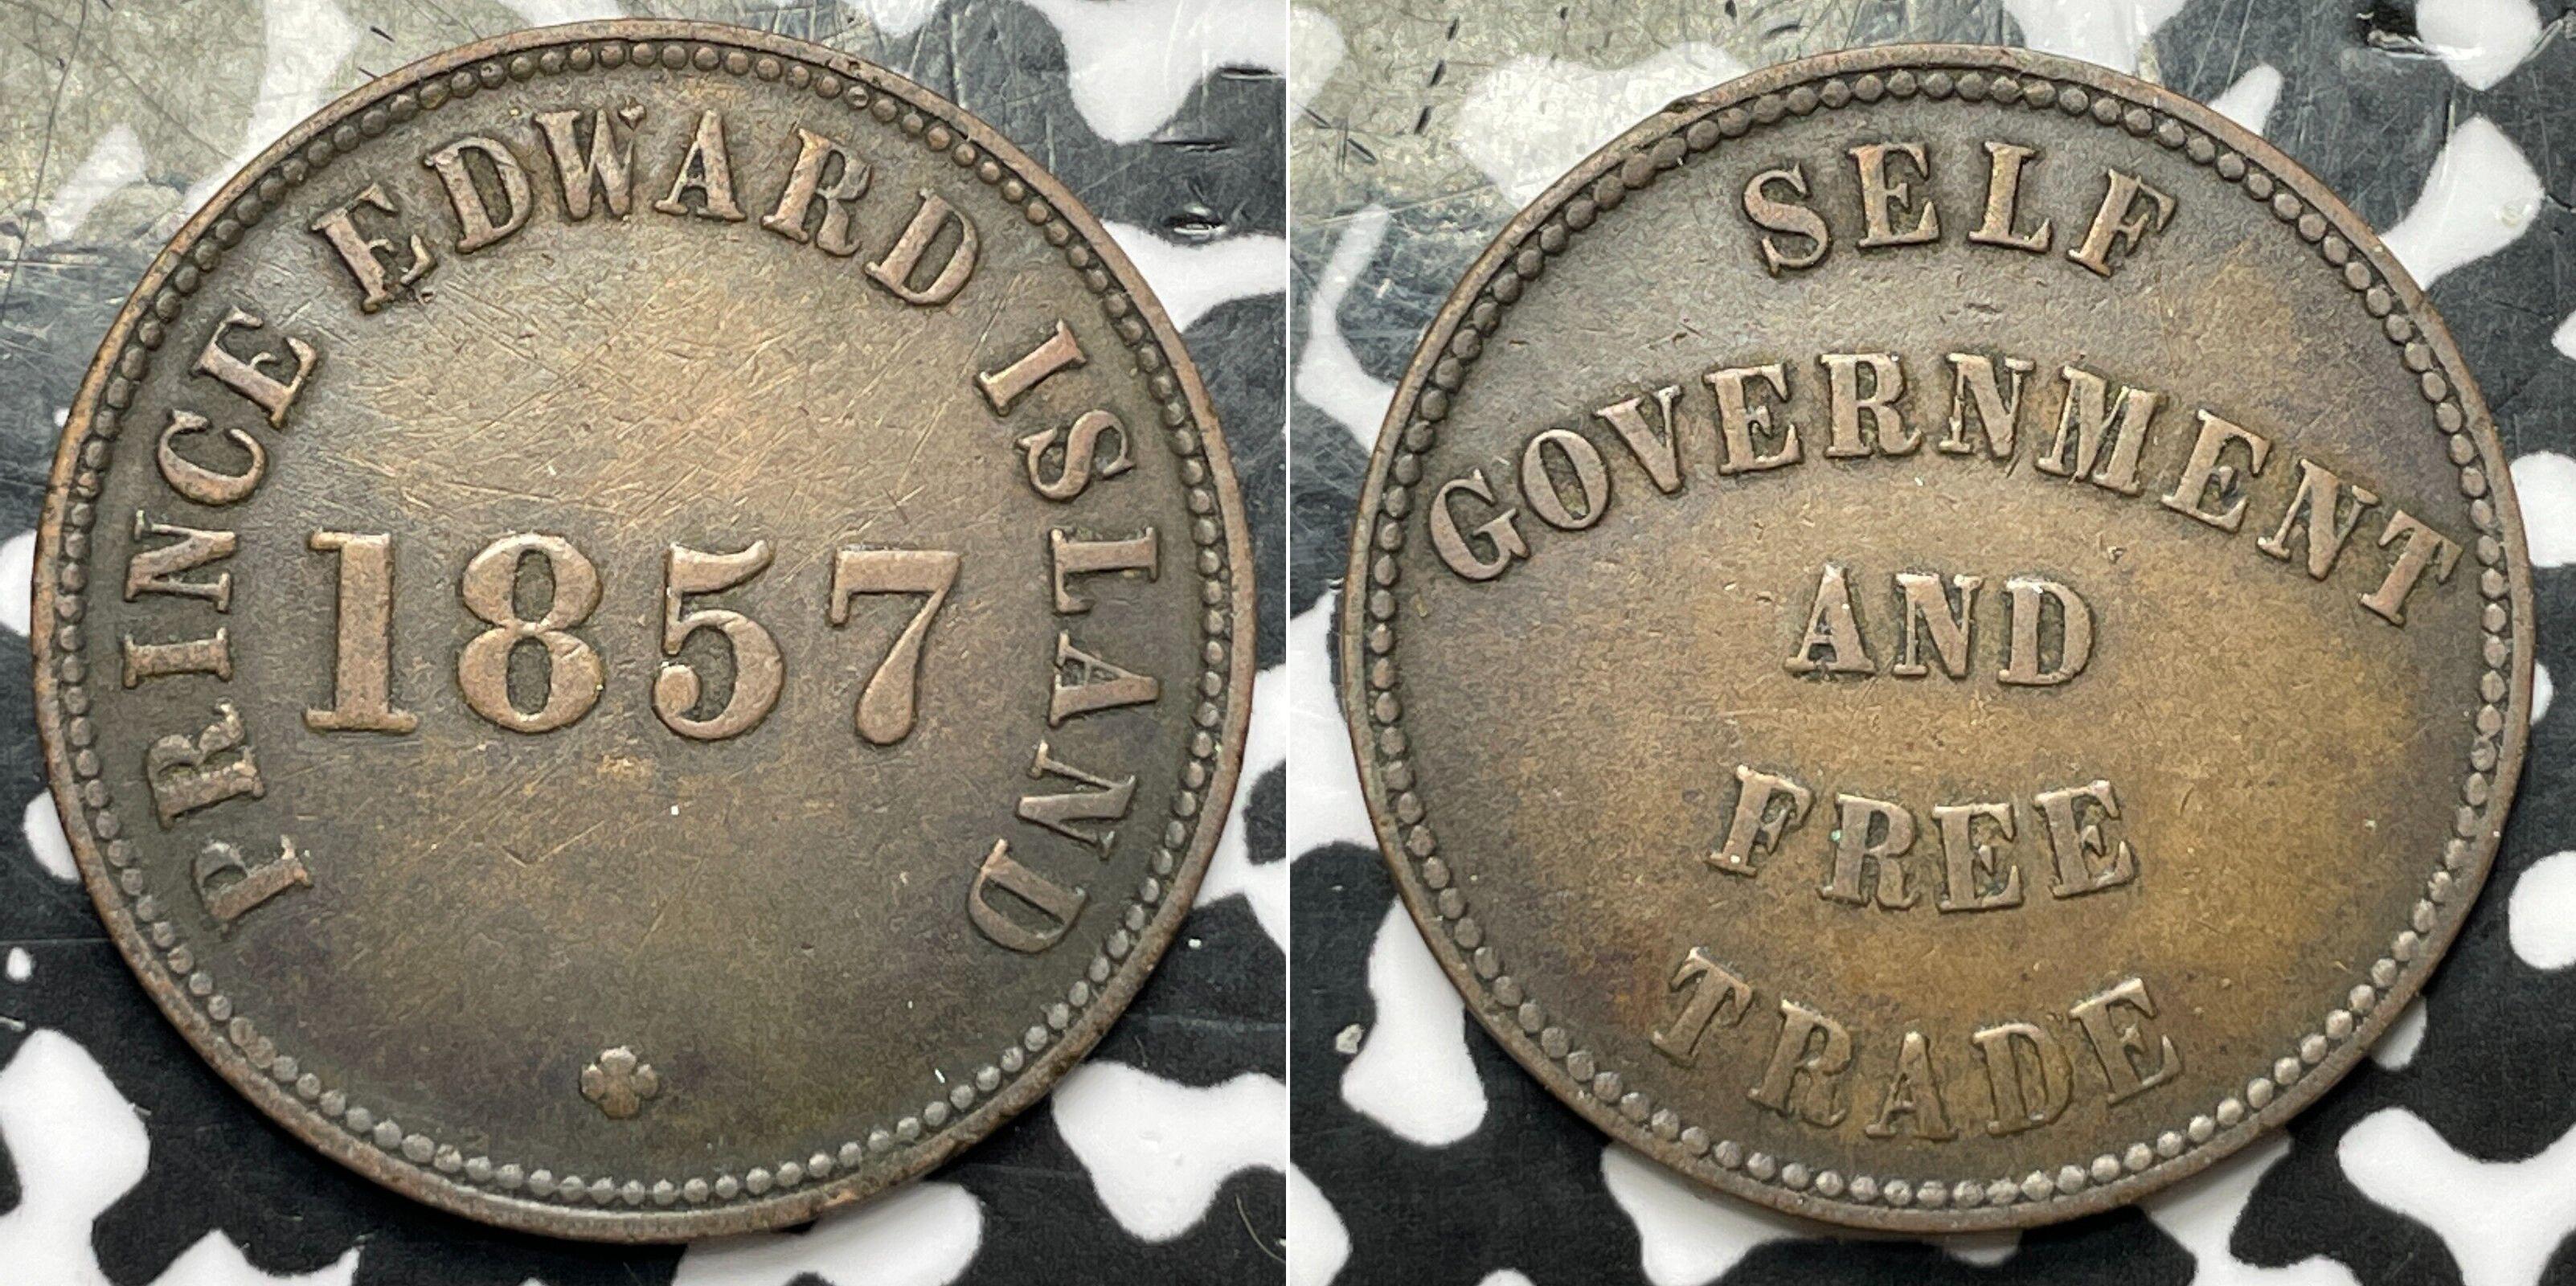 PRINCE EDWARD ISLAND
1857
SELF
GOVERNMENT
AND
FREE
TRADE